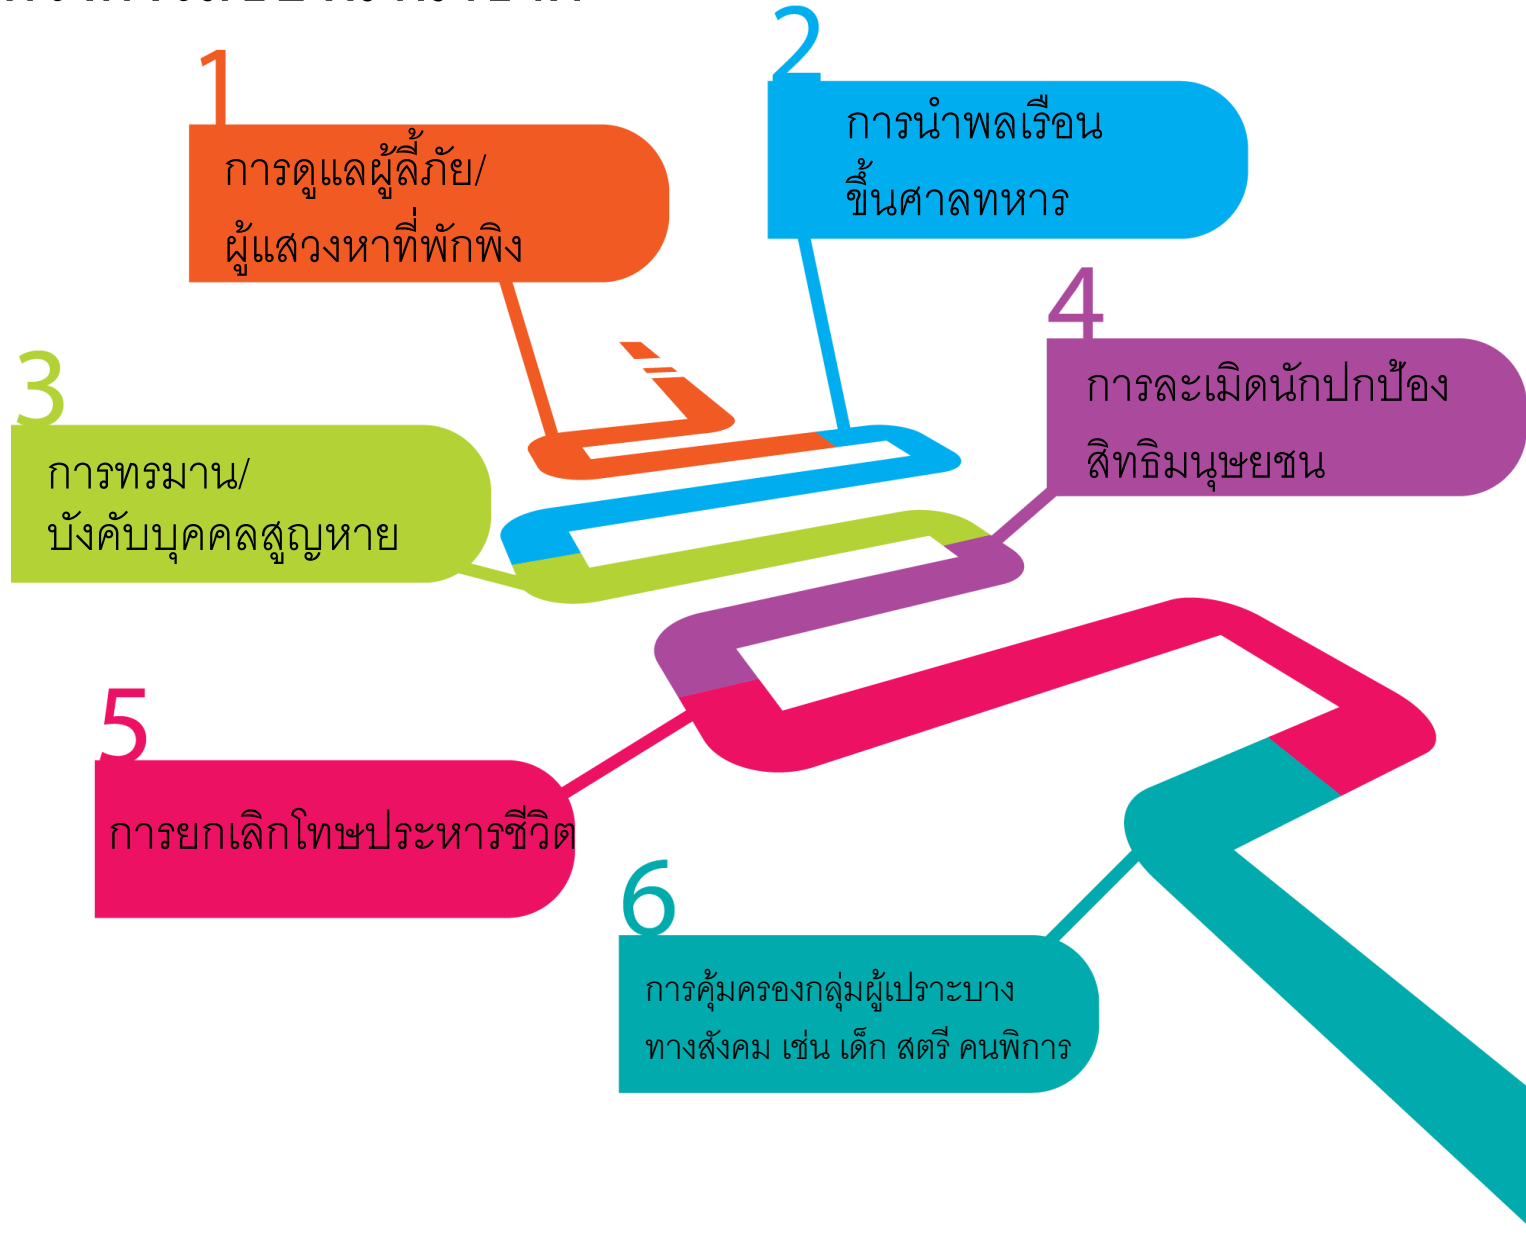 1
การดูแลผู้ลี้ภัย/
ผู้แสวงหาที่พักพิง
2
การนำพลเรือน
ขึ้นศาลทหาร
3
การทรมาน/
บังคับบุคคลสูญหาย
4
การละเมิดนักปกป้อง
สิทธิมนุษยชน
5
การยกเลิกโทษประหารชีวิต
6
การคุ้มครองกลุ่มผู้เปราะบาง
ทางสังคม เช่น เด็ก สตรี คนพิการ